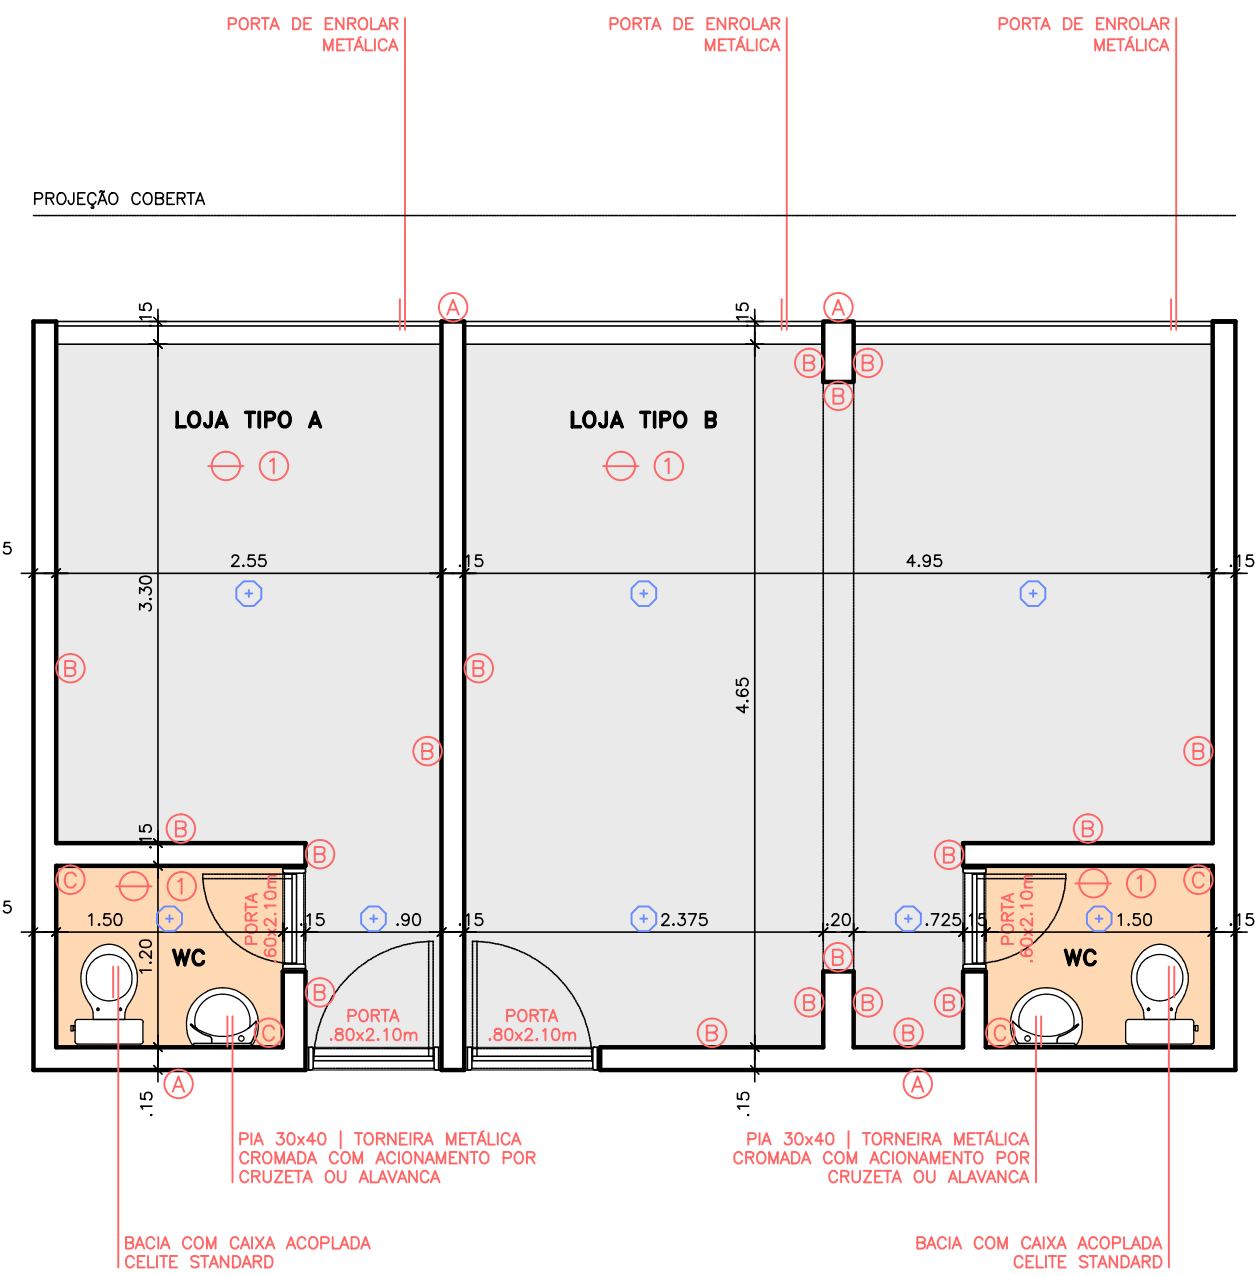 PORTA DE ENROLAR
METÁLICA
PORTA DE ENROLAR
METÁLICA
PORTA DE ENROLAR
METÁLICA
PROJEÇÃO COBERTA
A
A
.15
.15
B
B
B
LOJA TIPO A
LOJA TIPO B
1
1
5
2.55
.15
4.95
.15
3.30
B
B
4.65
B
B
.15
B
B
B
B
C
1
1
C
5
1.50
PORTA
.60x2.10m
.15
.90
.15
2.375
.20
.725
.15
PORTA
.60x2.10m
1.50
.15
1.20
WC
B
WC
B
B
B
B
PORTA
.80x2.10m
PORTA
.80x2.10m
C
B
B
C
A
A
.15
.15
PIA 30x40 | TORNEIRA METÁLICA
CROMADA COM ACIONAMENTO POR
CRUZETA OU ALAVANCA
PIA 30x40 | TORNEIRA METÁLICA
CROMADA COM ACIONAMENTO POR
CRUZETA OU ALAVANCA
BACIA COM CAIXA ACOPLADA
CELITE STANDARD
BACIA COM CAIXA ACOPLADA
CELITE STANDARD